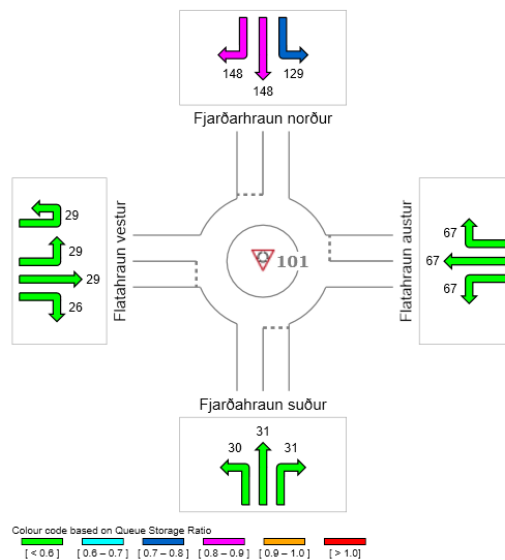 148
148
129
Fjarðarhraun norður
Flatahraun vestur
29
29
29
26
101
Flatahraun austur
67
67
67
Fjarðahraun suður
30
31
31
Colour code based on Queue Storage Ratio
[ < 0.6 ] [ 0.6 – 0.7 ] [ 0.7 – 0.8 ] [ 0.8 – 0.9 ] [ 0.9 – 1.0 ] [ > 1.0 ]